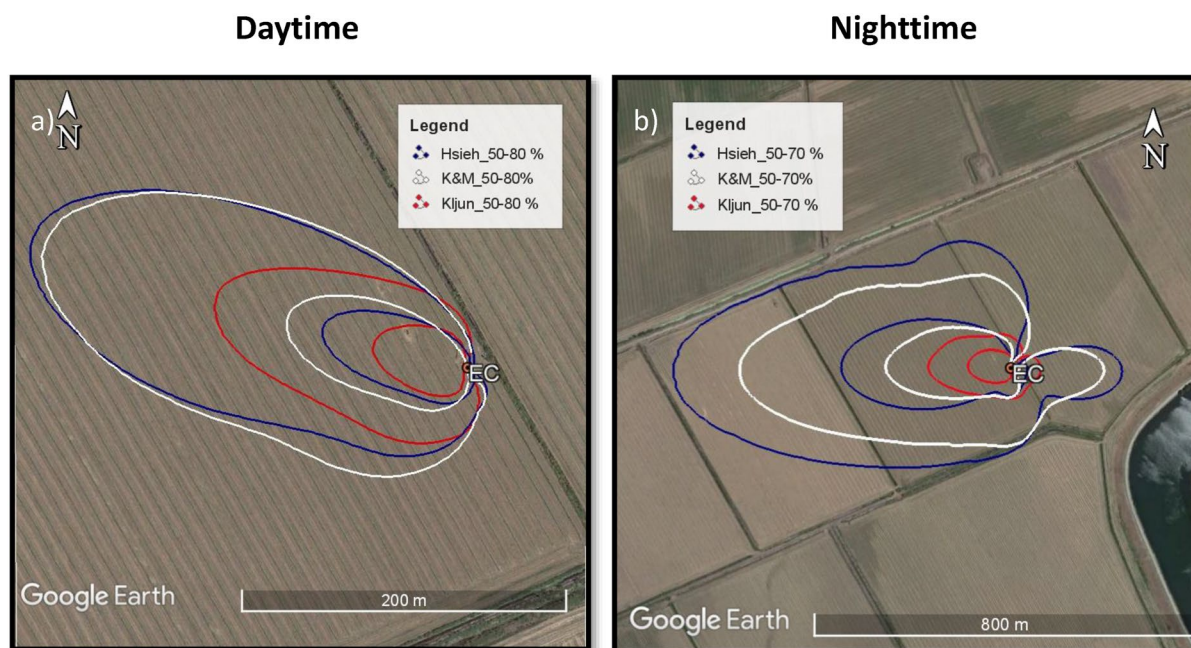 Daytime
Nighttime
a)
N
Legend
Hsieh_50-80 %
K&M_50-80%
Kljun_50-80 %
EC
Google Earth
200 m
b)
N
Legend
Hsieh_50-70 %
K&M_50-70%
Kljun_50-70 %
EC
Google Earth
800 m